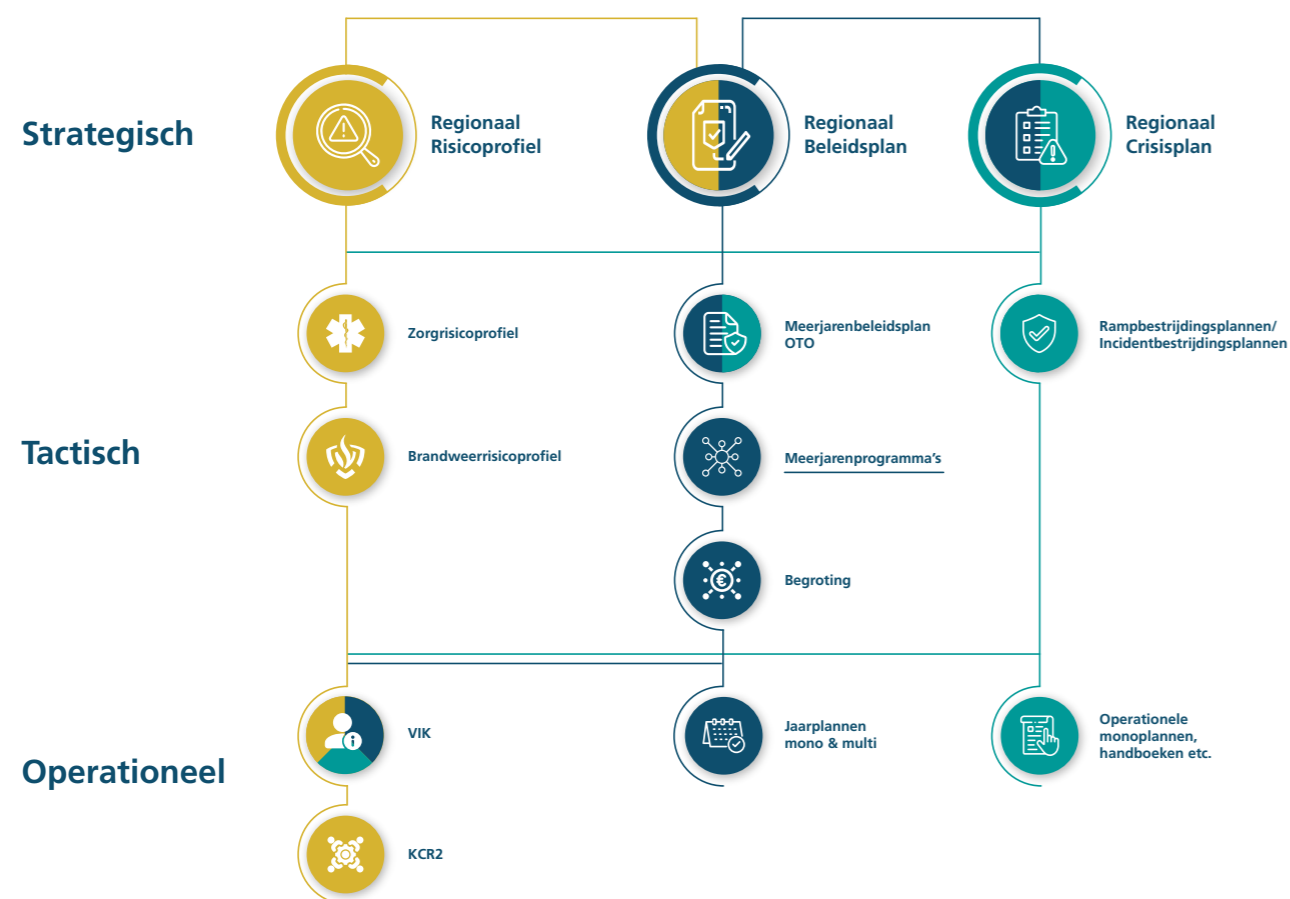 Strategisch
Regionaal
Risicoprofiel
Regionaal
Beleidsplan
Regionaal
Crisisplan
Zorgrisicoprofiel
Meerjarenbeleidsplan
OTO
Rampbestrijdingsplannen/
Incidentbestrijdingsplannen
Tactisch
Brandweerrisicoprofiel
Meerjarenprogramma’s
Begroting
Operationeel
VIK
Jaarplannen
mono & multi
Operationele
monoplannen,
handboeken etc.
KCR2